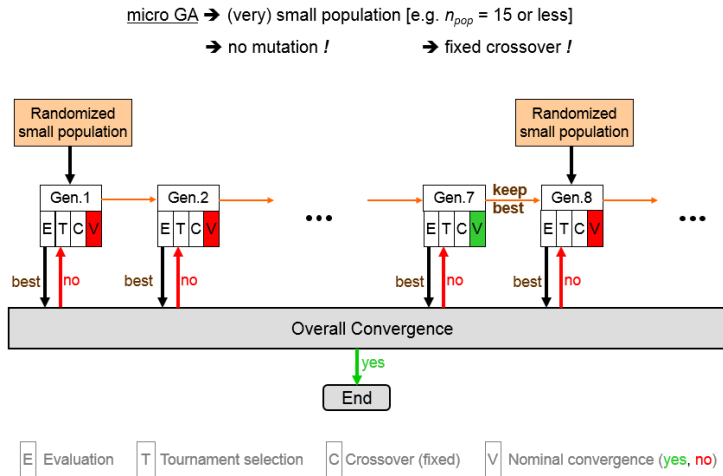 micro GA → (very) small population [e.g. n_pop = 15 or less]
→ no mutation ! → fixed crossover !
Randomized small population
Randomized small population
Gen.1
Gen.2
...
Gen.7
keep best
Gen.8
...
E T C V
E T C V
E T C V
E T C V
best no
best no
best no
best no
Overall Convergence
yes
End
E Evaluation T Tournament selection C Crossover (fixed) V Nominal convergence (yes, no)